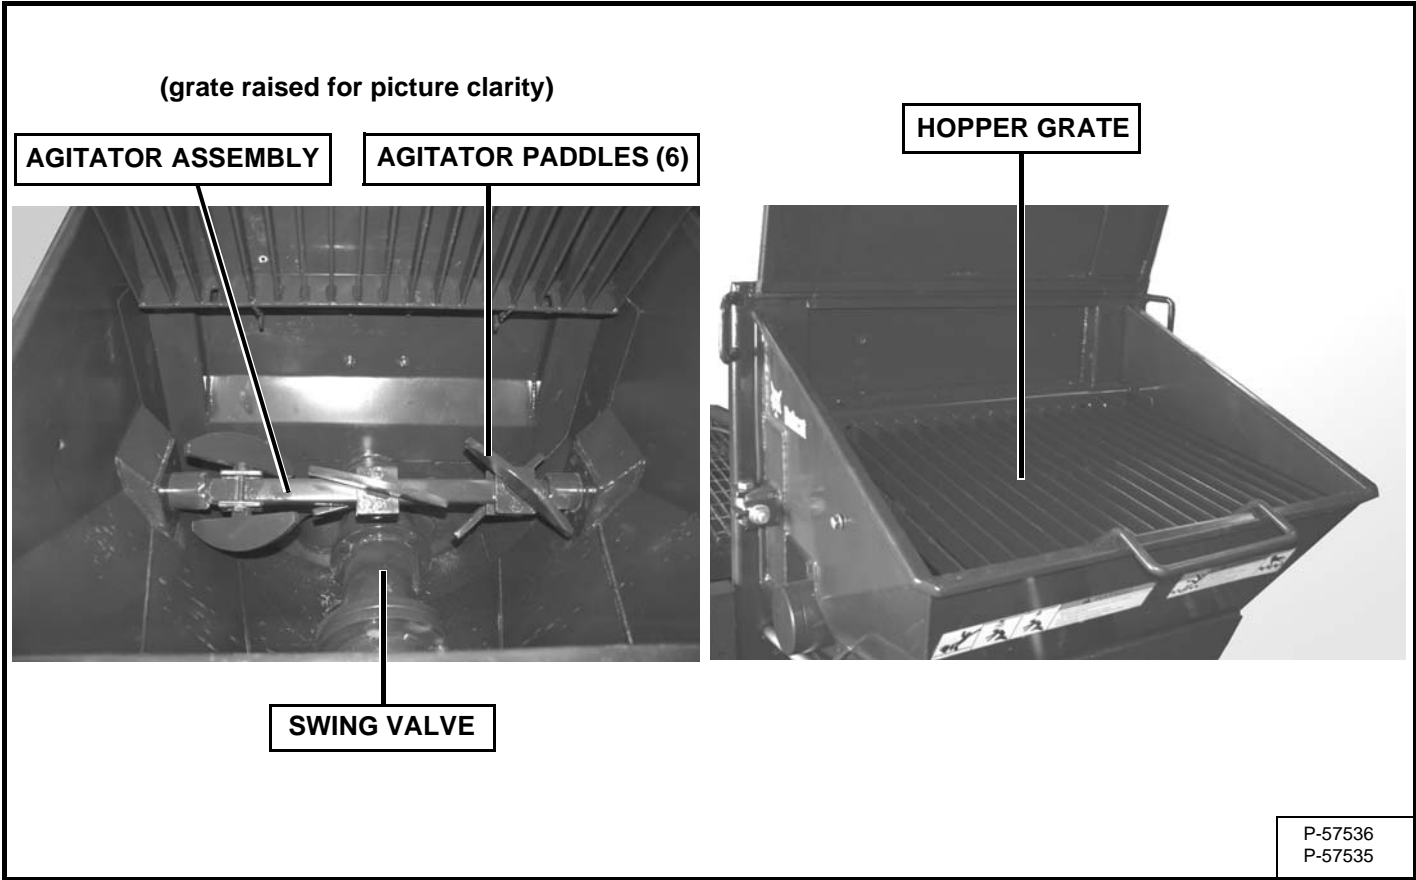 (grate raised for picture clarity)
AGITATOR ASSEMBLY
AGITATOR PADDLES (6)
HOPPER GRATE
SWING VALVE
P-57536
P-57535